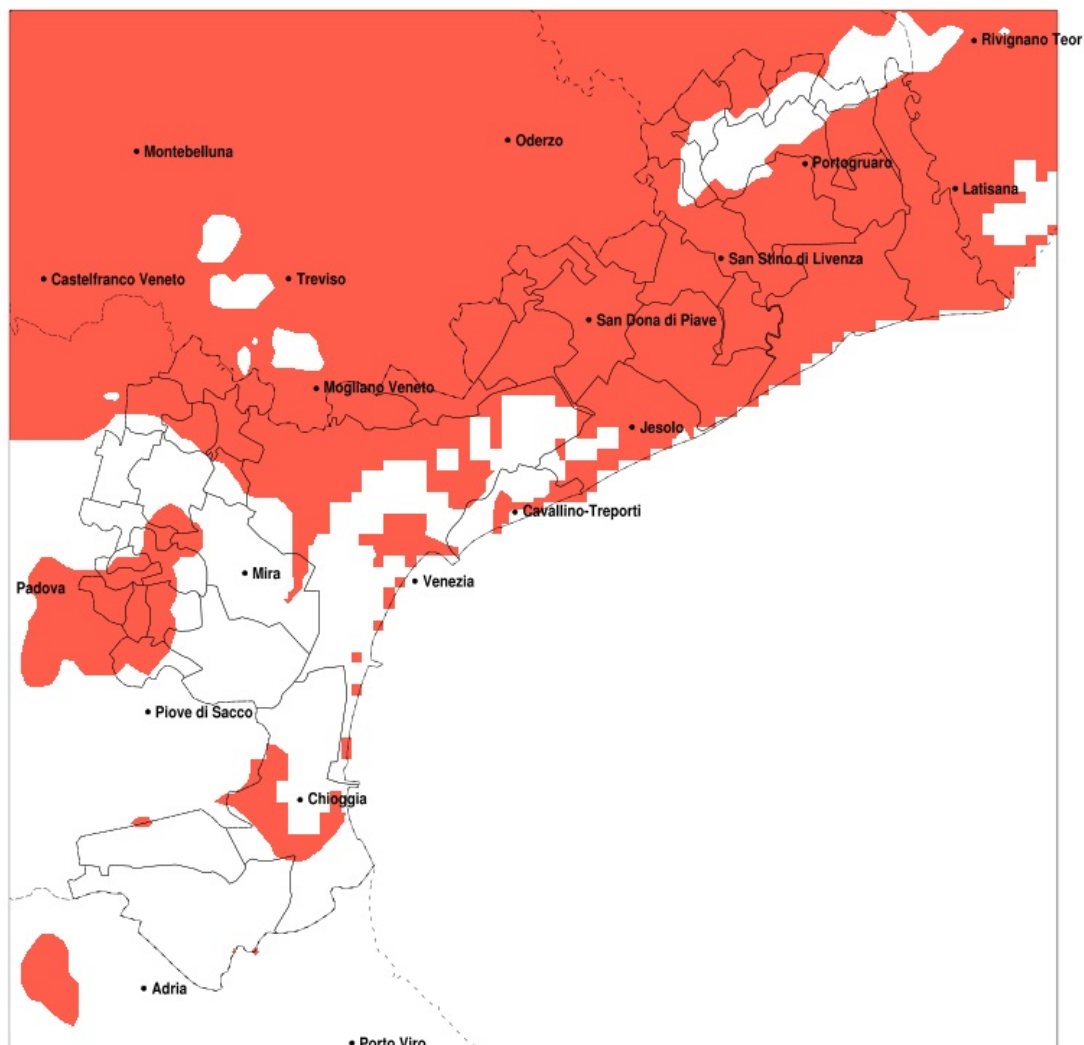 Rivignano Teor
Oderzo
Montebelluna
Portogruaro
Latisana
San Stino di Livenza
Castelfranco Veneto
Treviso
San Dona di Piave
Mogliano Veneto
Jesolo
Cavallino-Treporti
Mira
Venezia
Padova
Piove di Sacco
Chioggia
Adria
Porto Viro